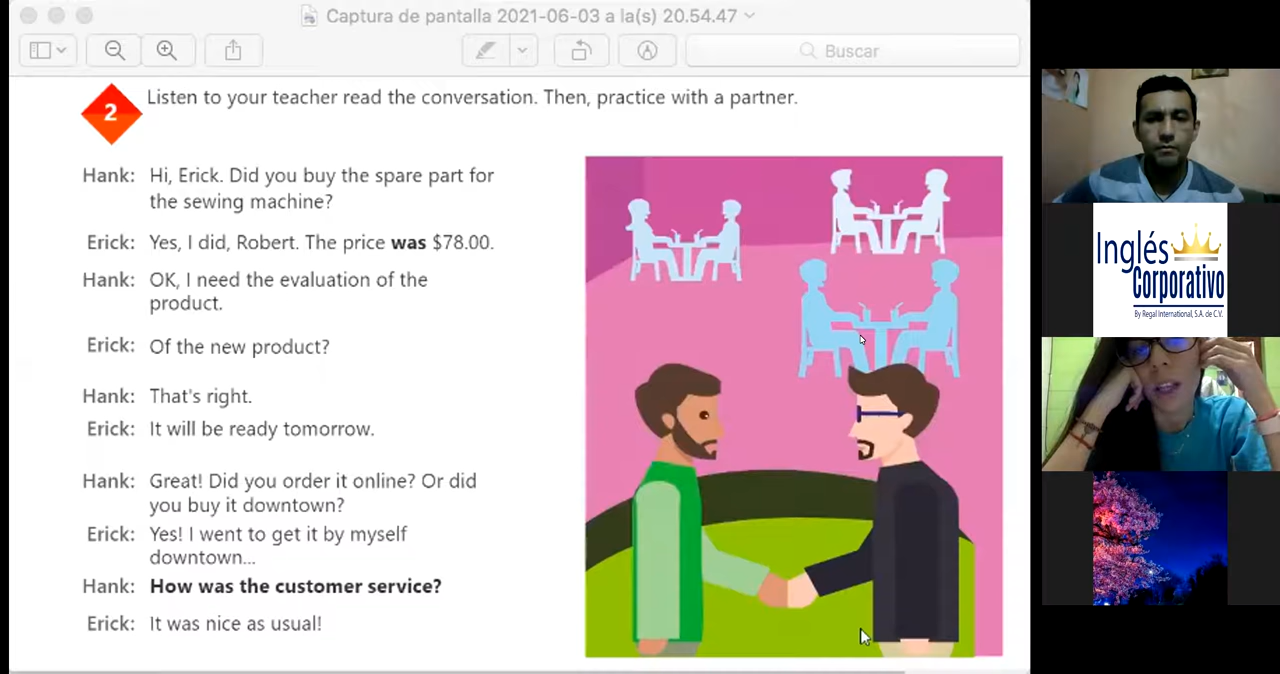 Captura de pantalla 2021-06-03 a la(s) 20.54.47
Buscar
2
Listen to your teacher read the conversation. Then, practice with a partner.
Hank: Hi, Erick. Did you buy the spare part for
the sewing machine?
Erick: Yes, I did, Robert. The price was $78.00.
Hank: OK, I need the evaluation of the
product.
Erick: Of the new product?
Hank: That's right.
Erick: It will be ready tomorrow.
Hank: Great! Did you order it online? Or did
you buy it downtown?
Erick: Yes! I went to get it by myself
downtown...
Hank: How was the customer service?
Erick: It was nice as usual!
Inglés
Corporativo
By Regal International, S.A. de C.V.